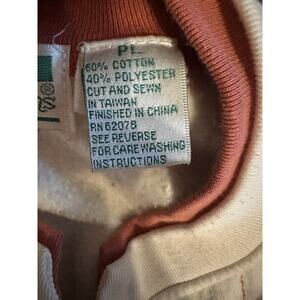 PL
60% COTTON
40% POLYESTER
CUT AND SEWN
IN TAIWAN
FINISHED IN CHINA
RN 62078
SEE REVERSE
FOR CARE WASHING
INSTRUCTIONS